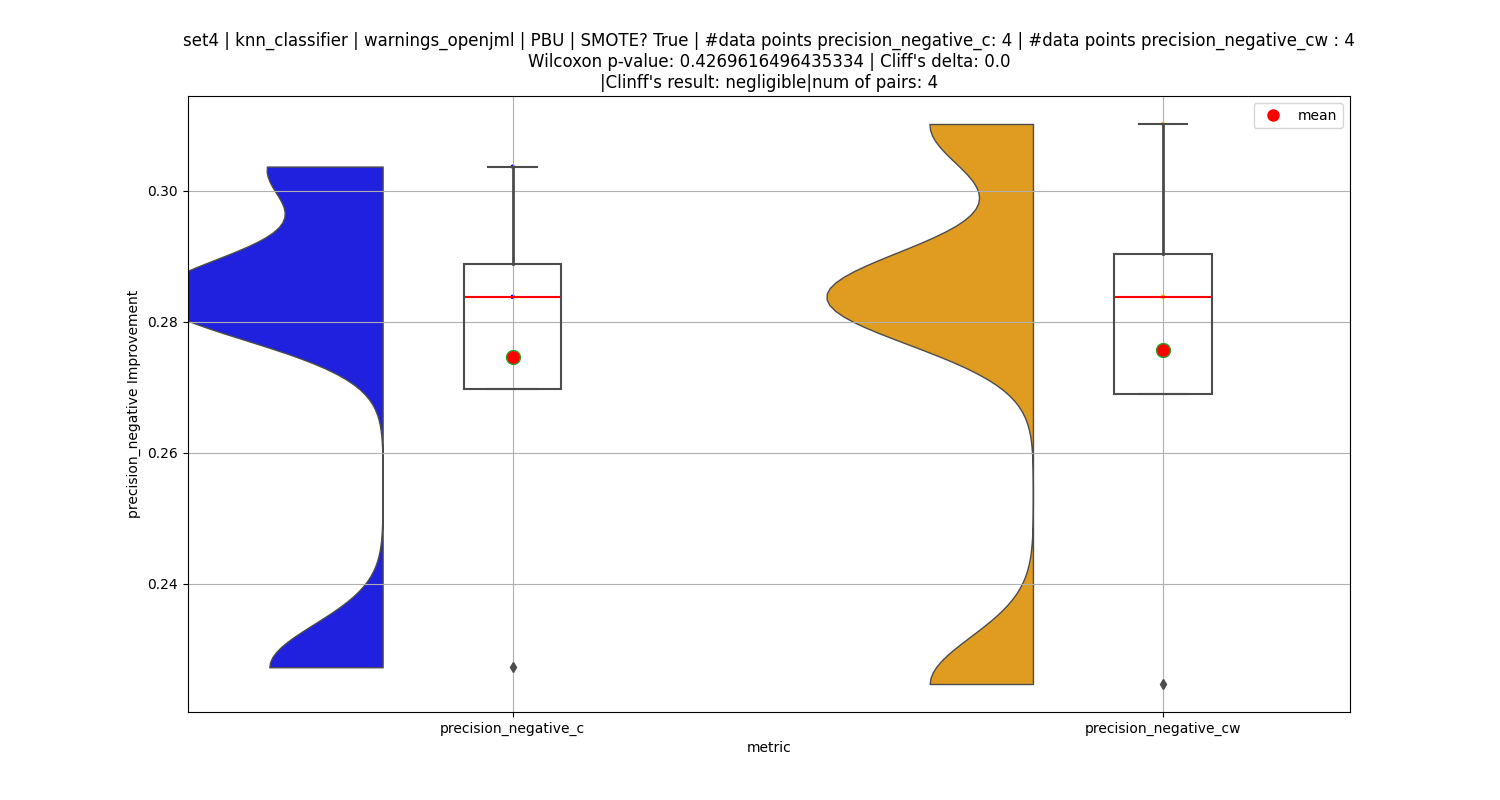 set4 | knn_classifier | warnings_openjml | PBU | SMOTE? True | #data points precision_negative_c: 4 | #data points precision_negative_cw : 4
Wilcoxon p-value: 0.4269616496435334 | Cliff's delta: 0.0
|Clinff's result: negligible|num of pairs: 4
mean
0.30
0.28
0.26
0.24
precision_negative Improvement
precision_negative_c
precision_negative_cw
metric